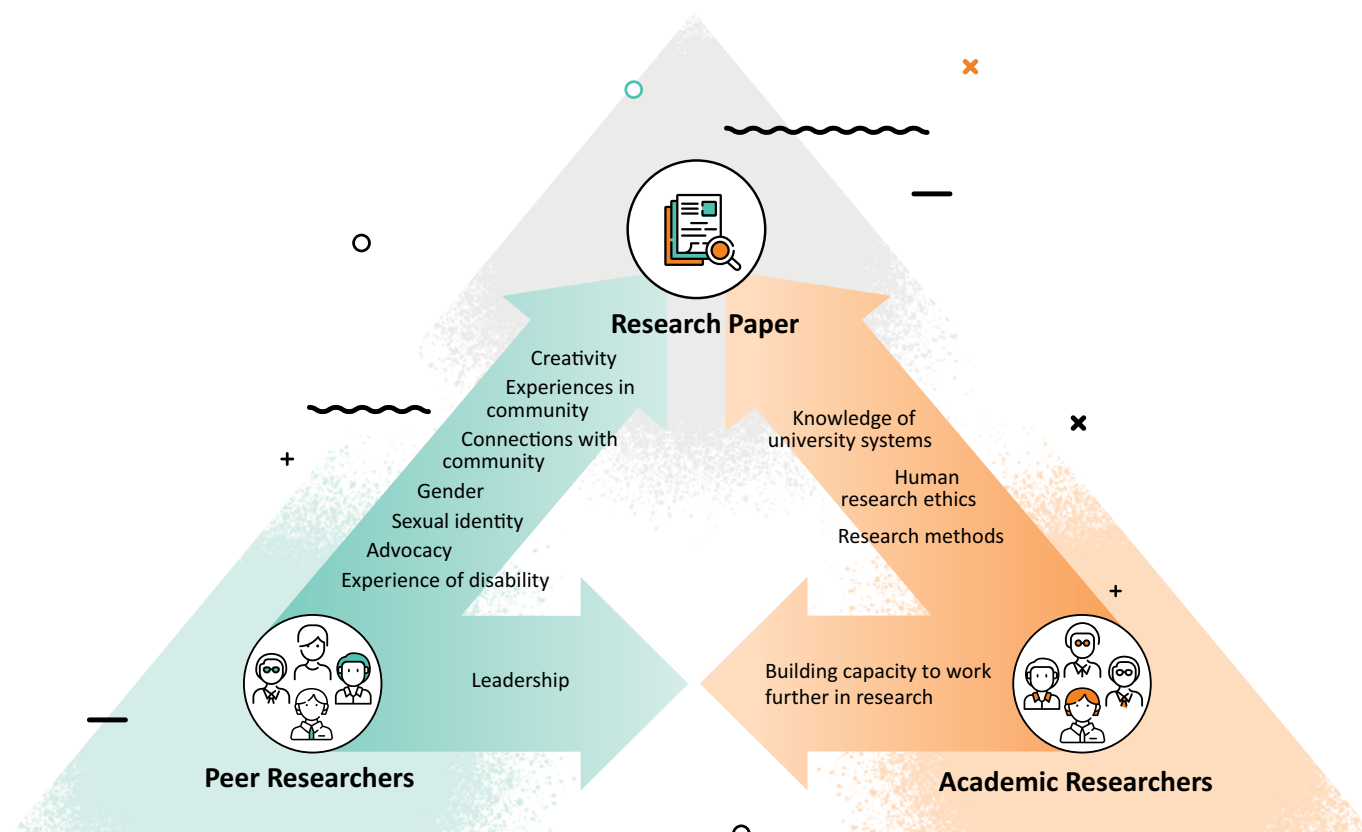 Research Paper
Creativity
Experiences in
community
Connections with
community
Gender
Sexual identity
Advocacy
Experience of disability
Knowledge of
university systems
Human
research ethics
Research methods
Leadership
Building capacity to work
further in research
Peer Researchers
Academic Researchers